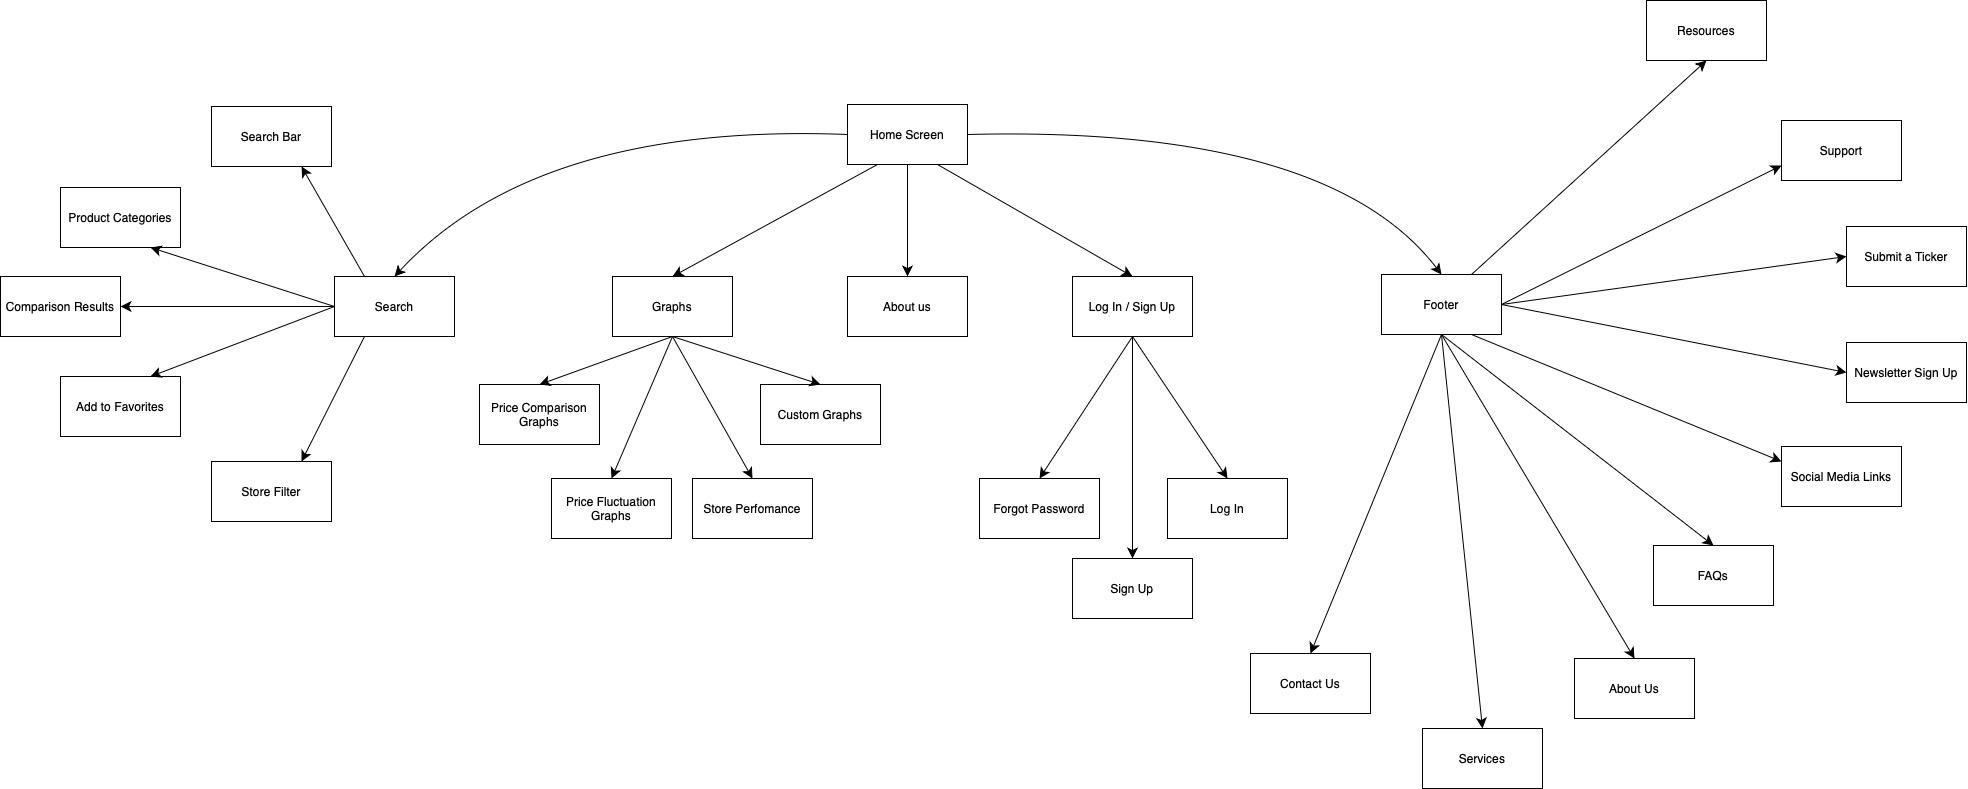 Resources
Home Screen
Search Bar
Support
Product Categories
Submit a Ticker
Comparison Results
Search
Graphs
About us
Log In / Sign Up
Footer
Newsletter Sign Up
Add to Favorites
Price Comparison
Graphs
Custom Graphs
Social Media Links
Store Filter
Price Fluctuation
Graphs
Store Perfomance
Forgot Password
Log In
FAQs
Sign Up
Contact Us
About Us
Services